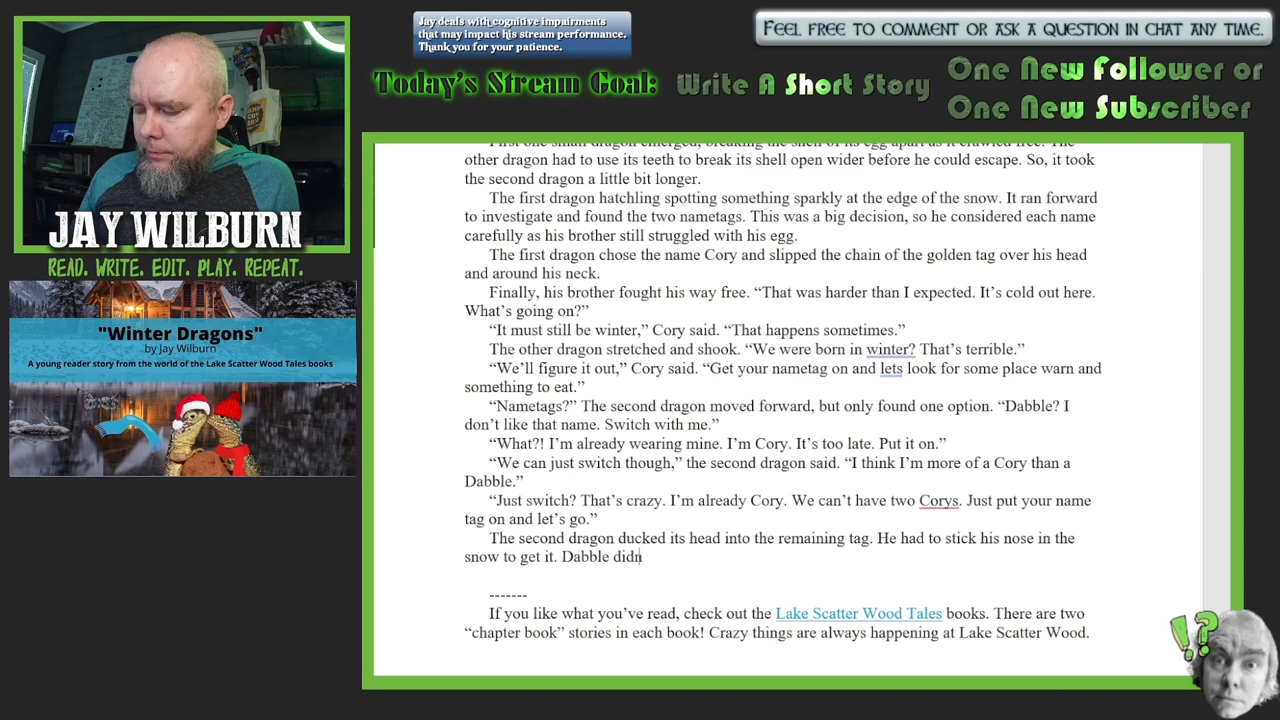 Jay deals with cognitive impairments
that may impact his stream performance.
Thank you for your patience.
Feel free to comment or ask a question in chat any time.
Today's Stream Goal:
Write A Short Story
One New Follower or
One New Subscriber
JAY WILBURN
READ. WRITE. EDIT. PLAY. REPEAT.
"Winter Dragons"
by Jay Wilburn
A young reader story from the world of the Lake Scatter Wood Tales books
First one small dragon emerged, breaking the shell of its egg apart as it crawled free. The
other dragon had to use its teeth to break its shell open wider before he could escape. So, it took
the second dragon a little bit longer.
The first dragon hatchling spotting something sparkly at the edge of the snow. It ran forward
to investigate and found the two nametags. This was a big decision, so he considered each name
carefully as his brother still struggled with his egg.
The first dragon chose the name Cory and slipped the chain of the golden tag over his head
and around his neck.
Finally, his brother fought his way free. “That was harder than I expected. It’s cold out here.
What’s going on?”
“It must still be winter,” Cory said. “That happens sometimes.”
The other dragon stretched and shook. “We were born in winter? That’s terrible.”
“We’ll figure it out,” Cory said. “Get your nametag on and lets look for some place warn and
something to eat.”
“Nametags?” The second dragon moved forward, but only found one option. “Dabble? I
don’t like that name. Switch with me.”
“What?! I’m already wearing mine. I’m Cory. It’s too late. Put it on.”
“We can just switch though,” the second dragon said. “I think I’m more of a Cory than a
Dabble.”
“Just switch? That’s crazy. I’m already Cory. We can’t have two Corys. Just put your name
tag on and let’s go.”
The second dragon ducked its head into the remaining tag. He had to stick his nose in the
snow to get it. Dabble didn
-------
If you like what you’ve read, check out the Lake Scatter Wood Tales books. There are two
“chapter book” stories in each book! Crazy things are always happening at Lake Scatter Wood.
!?